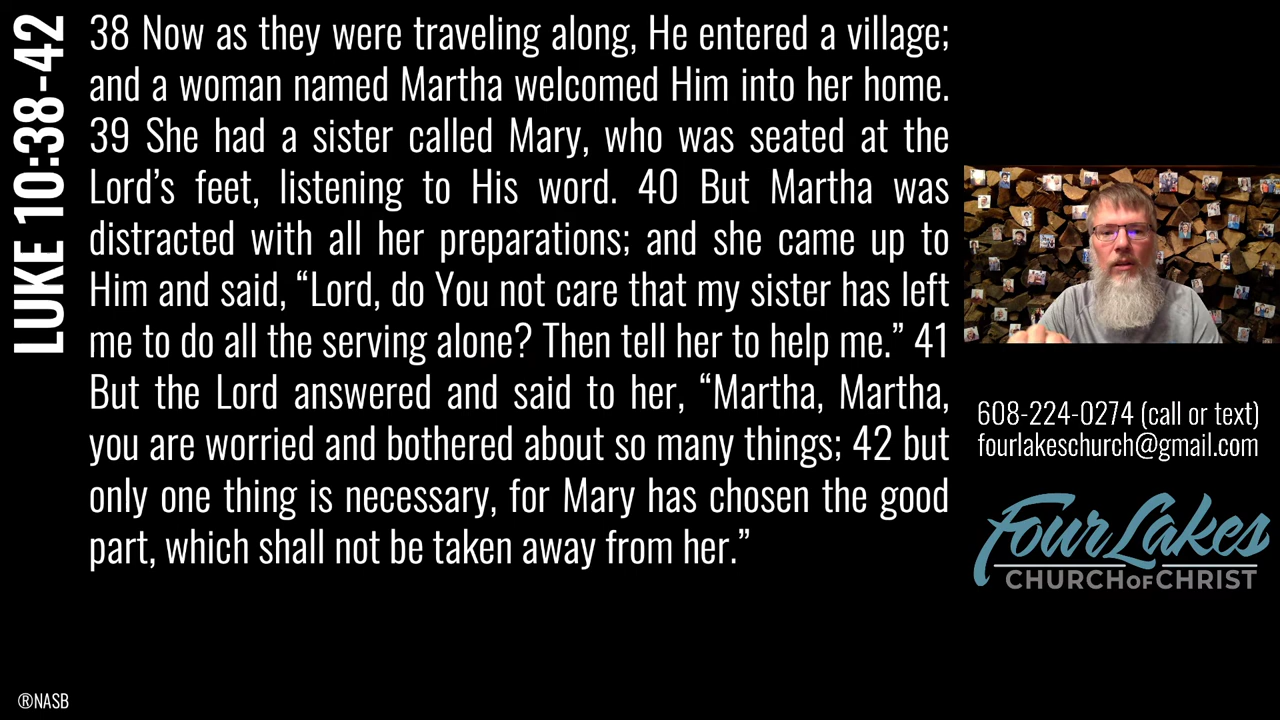 LUKE 10:38-42
38 Now as they were traveling along, He entered a village;
and a woman named Martha welcomed Him into her home.
39 She had a sister called Mary, who was seated at the
Lord’s feet, listening to His word. 40 But Martha was
distracted with all her preparations; and she came up to
Him and said, “Lord, do You not care that my sister has left
me to do all the serving alone? Then tell her to help me.” 41
But the Lord answered and said to her, “Martha, Martha,
you are worried and bothered about so many things; 42 but
only one thing is necessary, for Mary has chosen the good
part, which shall not be taken away from her.”
608-224-0274 (call or text)
fourlakeschurch@gmail.com
Four Lakes
CHURCH OF CHRIST
®NASB